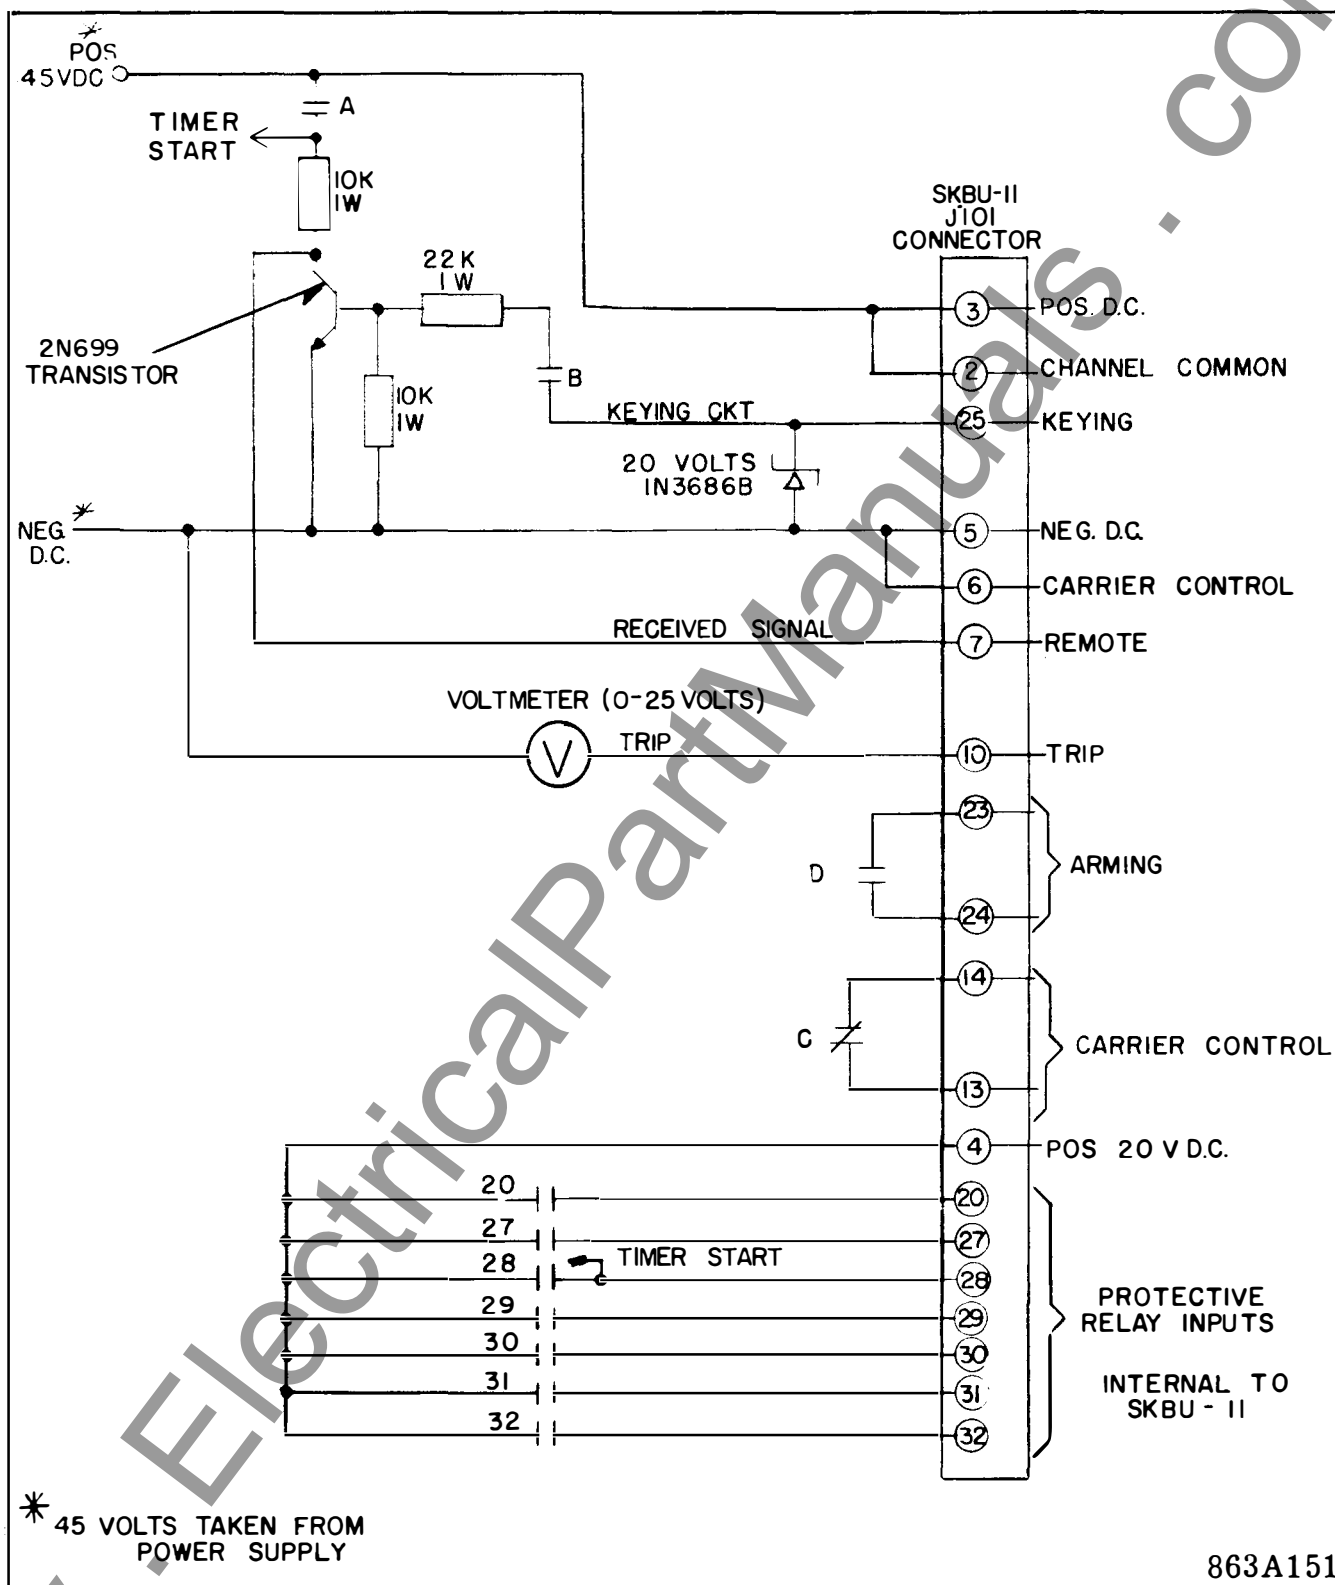 POS
45VDC
A
TIMER
START
10K
1W
22K
1W
2N699
TRANSISTOR
10K
1W
B
KEYING CKT
20 VOLTS
1N3686B
NEG.
D.C.
RECEIVED SIGNAL
VOLTMETER (0-25 VOLTS)
V
TRIP
SKBU-11
J101
CONNECTOR
3 POS. D.C.
2 CHANNEL COMMON
25 KEYING
5 NEG. D.C.
6 CARRIER CONTROL
7 REMOTE
10 TRIP
23
D
ARMING
24
14
C
CARRIER CONTROL
13
4 POS 20 V D.C.
20 20
27 27
TIMER START
28 28
29 29
30 30
31 31
32 32
PROTECTIVE
RELAY INPUTS
INTERNAL TO
SKBU - 11
* 45 VOLTS TAKEN FROM
POWER SUPPLY
863A151
. ElectricalPartManuals . com